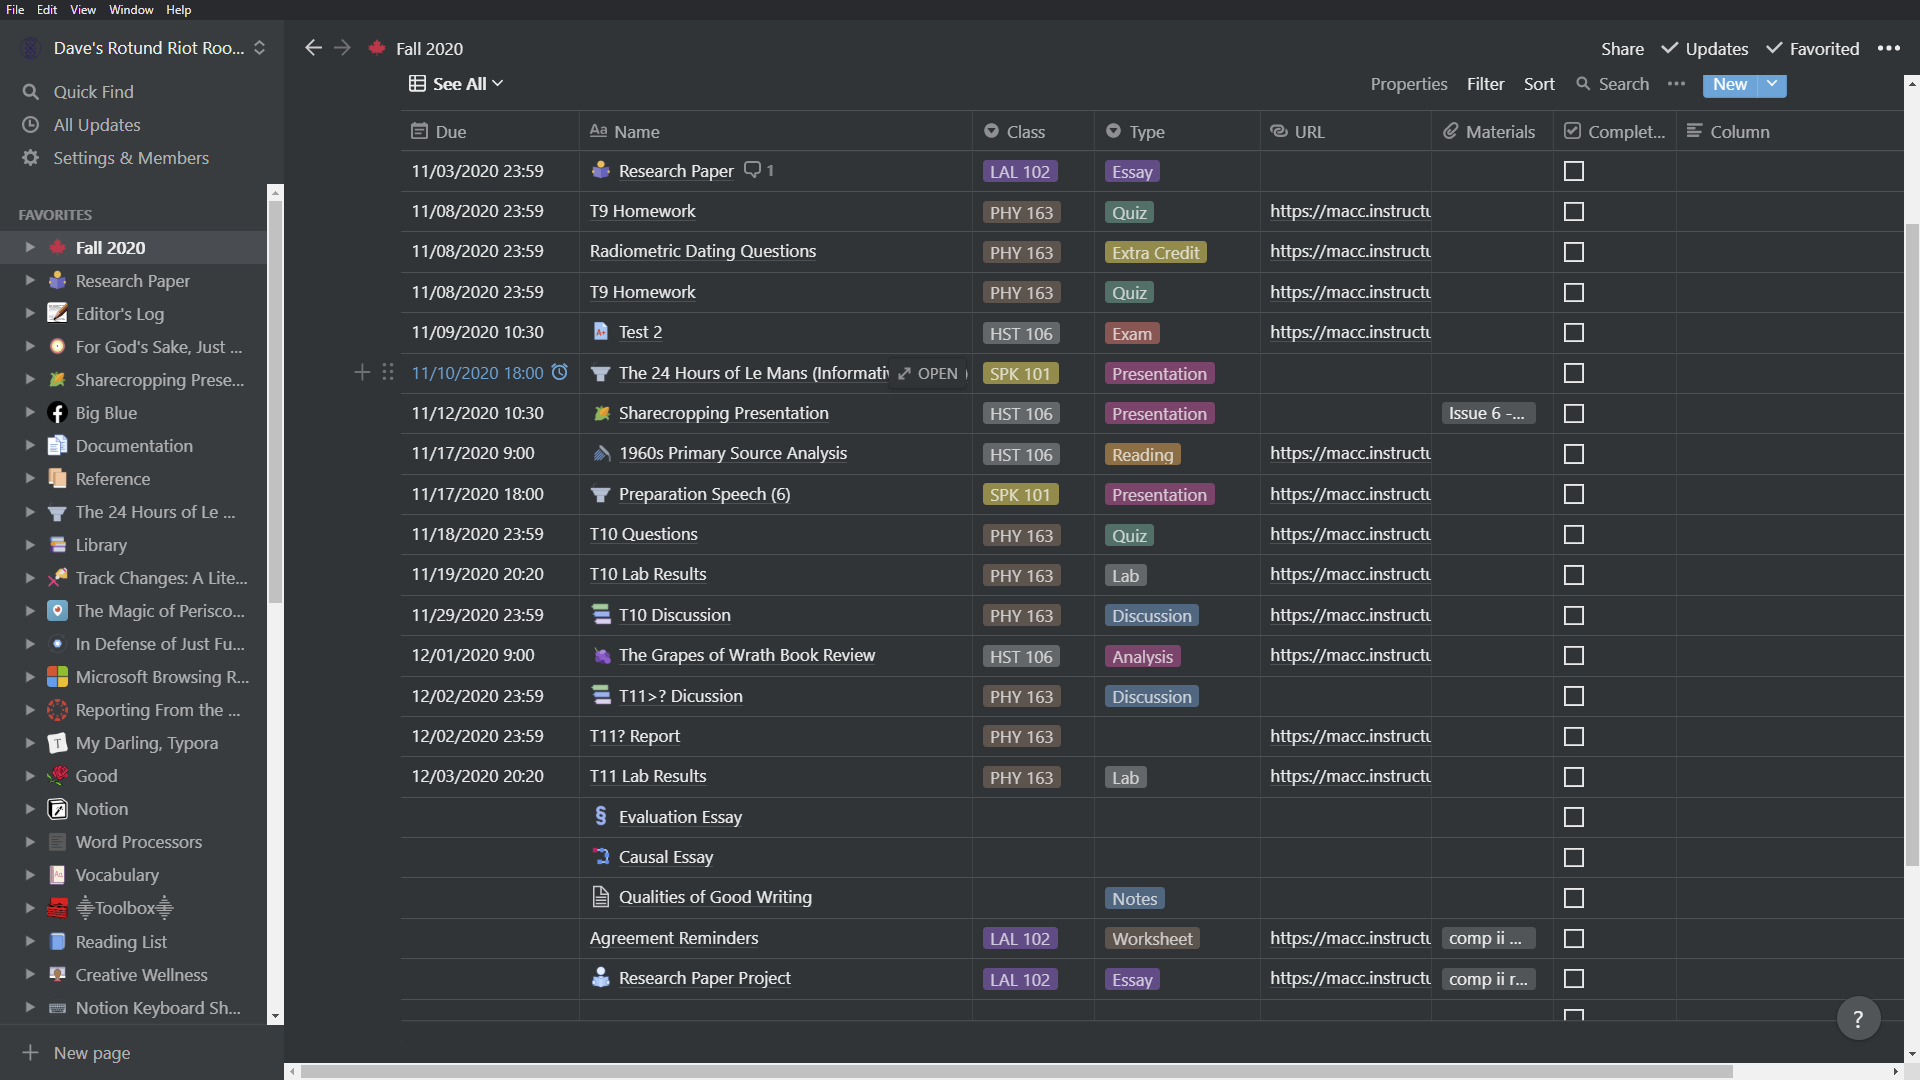 File Edit View Window Help
Dave's Rotund Riot Roo...
Quick Find
All Updates
Settings & Members
FAVORITES
Fall 2020
Research Paper
Editor's Log
For God's Sake, Just ...
Sharecropping Prese...
Big Blue
Documentation
Reference
The 24 Hours of Le ...
Library
Track Changes: A Lite...
The Magic of Perisco...
In Defense of Just Fu...
Microsoft Browsing R...
Reporting From the ...
My Darling, Typora
Good
Notion
Word Processors
Vocabulary
Toolbox
Reading List
Creative Wellness
Notion Keyboard Sh...
New page
Fall 2020
Share Updates Favorited
See All
Properties Filter Sort Search New
Due Name Class Type URL Materials Complet... Column
11/03/2020 23:59 Research Paper 1 LAL 102 Essay
11/08/2020 23:59 T9 Homework PHY 163 Quiz https://macc.instructu
11/08/2020 23:59 Radiometric Dating Questions PHY 163 Extra Credit https://macc.instructu
11/08/2020 23:59 T9 Homework PHY 163 Quiz https://macc.instructu
11/09/2020 10:30 Test 2 HST 106 Exam https://macc.instructu
11/10/2020 18:00 The 24 Hours of Le Mans (Informativ OPEN ) SPK 101 Presentation
11/12/2020 10:30 Sharecropping Presentation HST 106 Presentation Issue 6 -...
11/17/2020 9:00 1960s Primary Source Analysis HST 106 Reading https://macc.instructu
11/17/2020 18:00 Preparation Speech (6) SPK 101 Presentation https://macc.instructu
11/18/2020 23:59 T10 Questions PHY 163 Quiz https://macc.instructu
11/19/2020 20:20 T10 Lab Results PHY 163 Lab https://macc.instructu
11/29/2020 23:59 T10 Discussion PHY 163 Discussion https://macc.instructu
12/01/2020 9:00 The Grapes of Wrath Book Review HST 106 Analysis https://macc.instructu
12/02/2020 23:59 T11>? Dicussion PHY 163 Discussion
12/02/2020 23:59 T11? Report PHY 163 https://macc.instructu
12/03/2020 20:20 T11 Lab Results PHY 163 Lab https://macc.instructu
§ Evaluation Essay
Causal Essay
Qualities of Good Writing Notes
Agreement Reminders LAL 102 Worksheet https://macc.instructu comp ii ...
Research Paper Project LAL 102 Essay https://macc.instructu comp ii r...
?